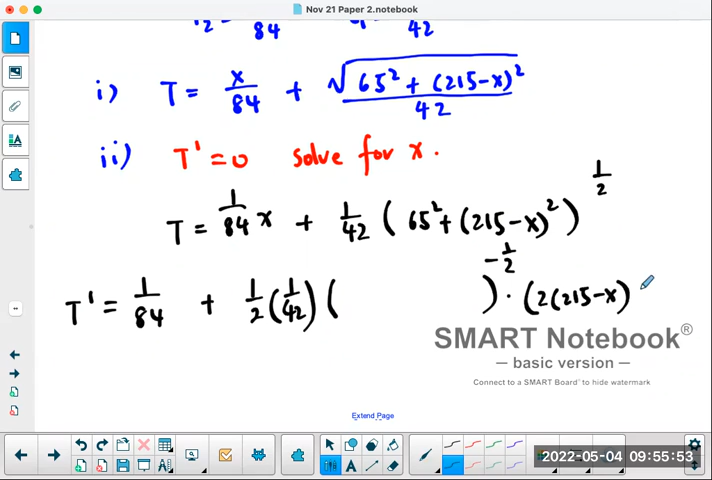 Nov 21 Paper 2.notebook
84
42
i) T = x/84 + √(65² + (215-x)²)/42
ii) T' = 0 solve for x.
T = 1/84 x + 1/42 ( 65² + (215-x)² )^(1/2)
T' = 1/84 + 1/2 (1/42) ( )^(-1/2) · (2(215-x)
SMART Notebook®
— basic version —
Connect to a SMART Board™ to hide watermark
Extend Page
2022-05-04 09:55:53